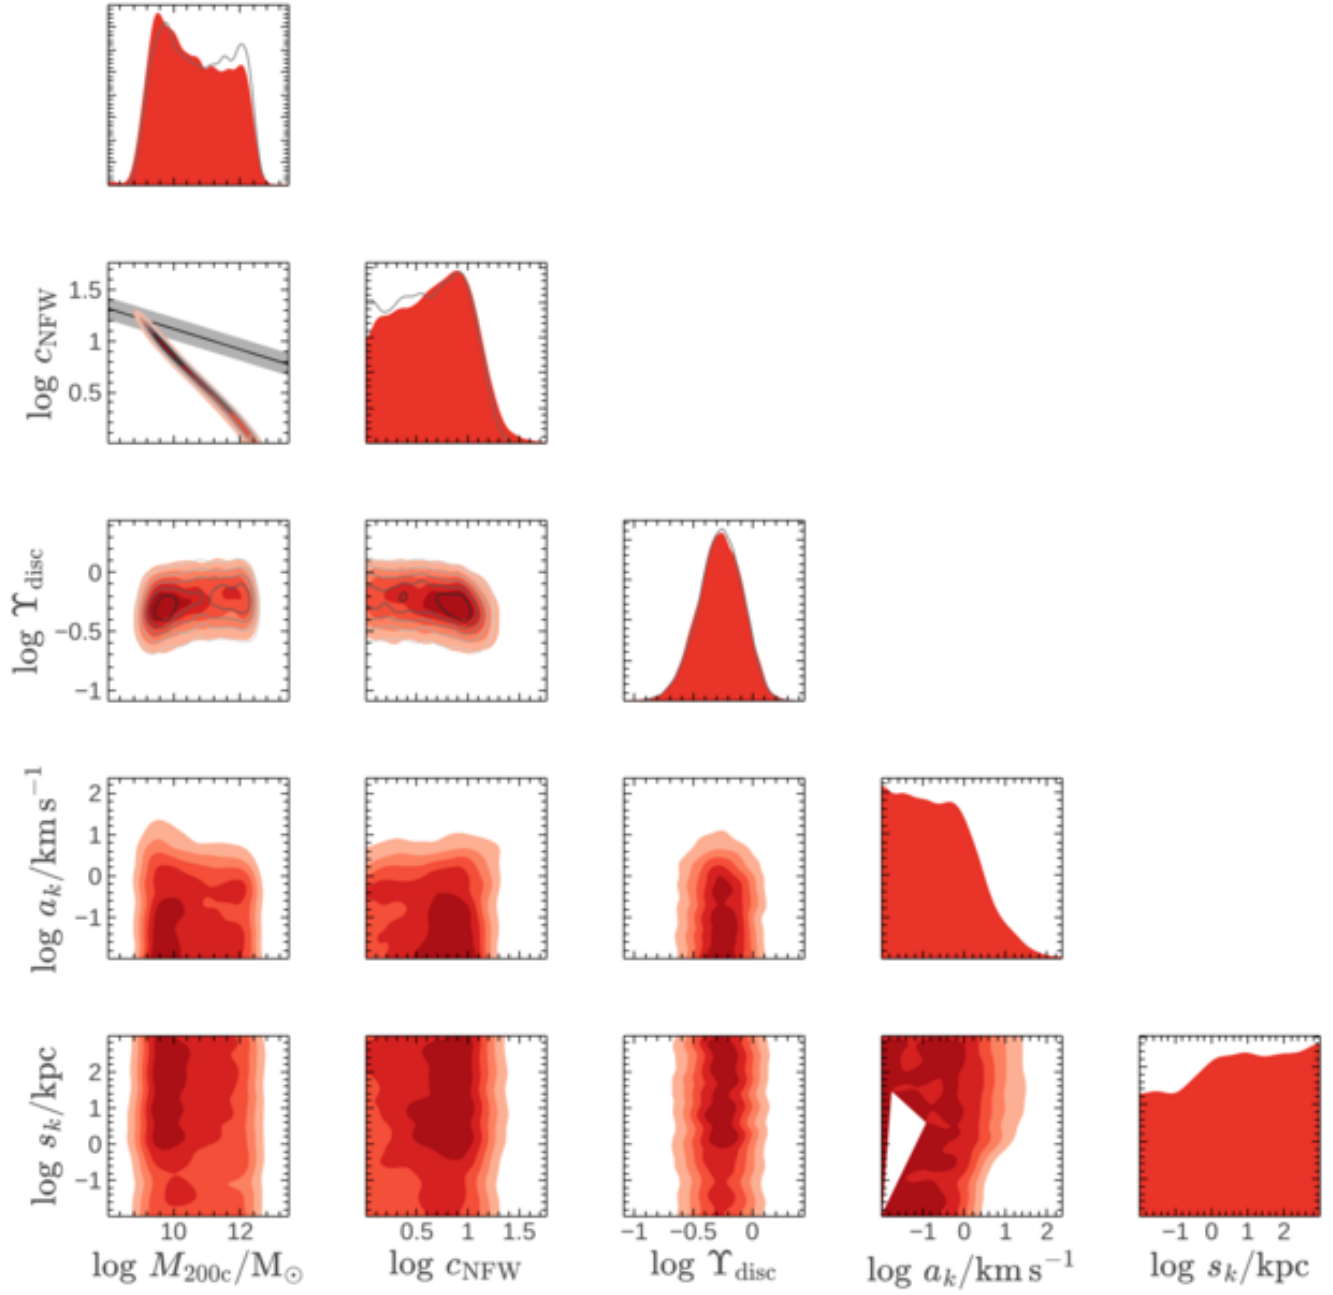 1.5
1
0.5
log c_NFW
0
−0.5
−1
log ϒ_disc
2
1
0
−1
log a_k/km s⁻¹
2
1
0
−1
log s_k/kpc
10 12
0.5 1 1.5
−1 −0.5 0
−1 0 1 2
−1 0 1 2
log M_200c/M_⊙
log c_NFW
log ϒ_disc
log a_k/km s⁻¹
log s_k/kpc